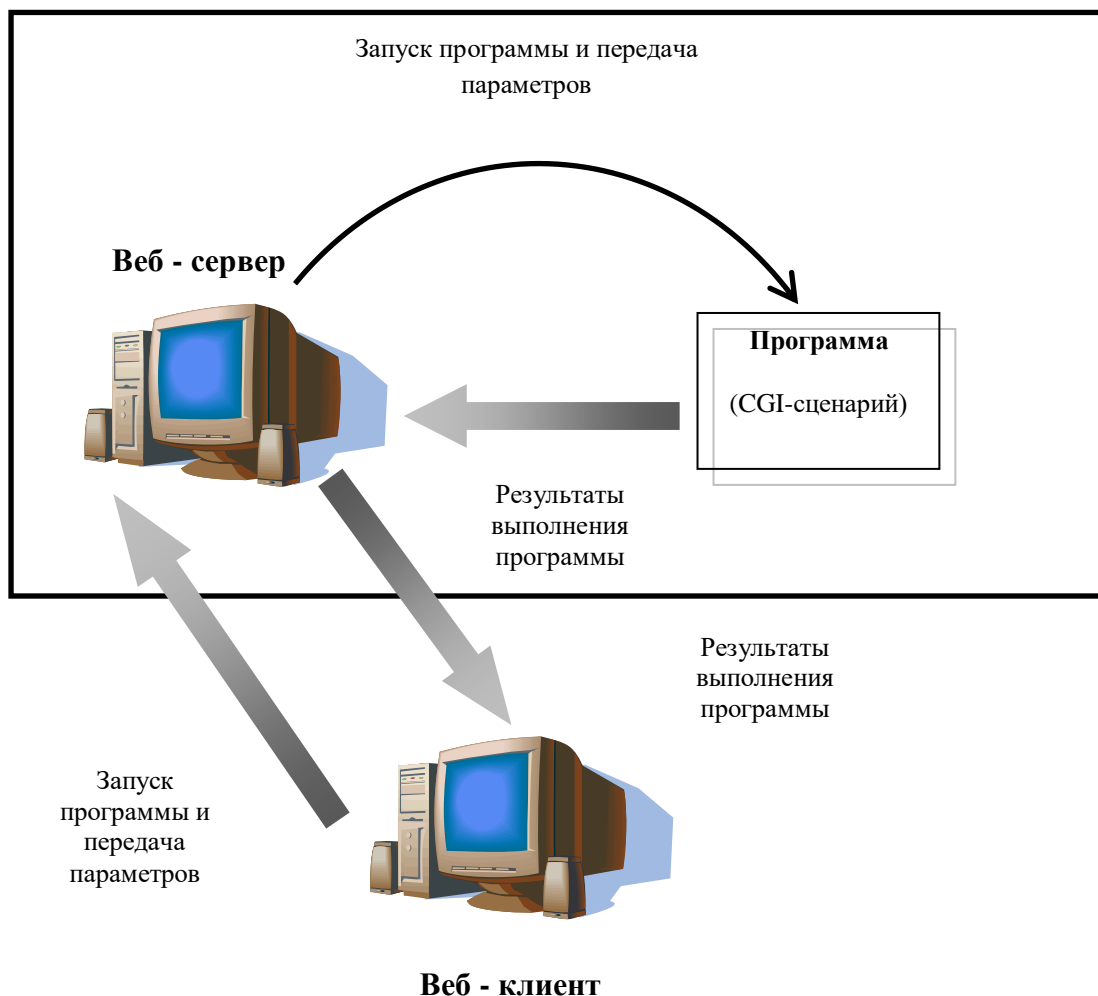 Запуск программы и передача
параметров
Веб - сервер
Программа
(CGI-сценарий)
Результаты
выполнения
программы
Результаты
выполнения
программы
Запуск
программы и
передача
параметров
Веб - клиент